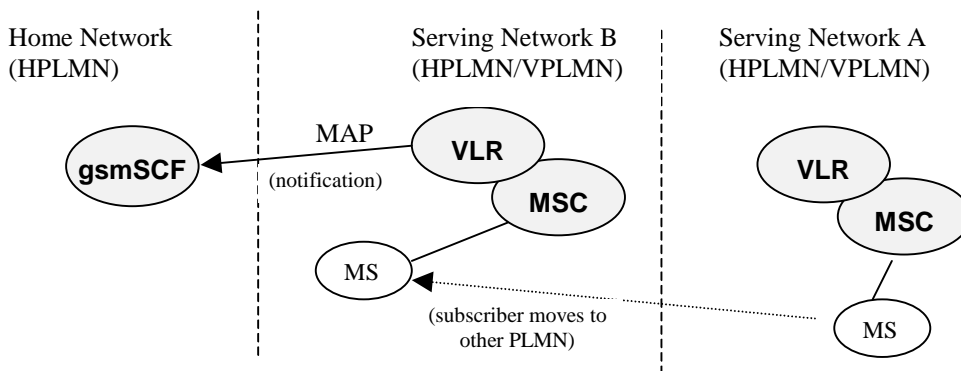 Home Network
(HPLMN)
Serving Network B
(HPLMN/VPLMN)
Serving Network A
(HPLMN/VPLMN)
gsmSCF
MAP
(notification)
VLR
MSC
MS
VLR
MSC
MS
(subscriber moves to
other PLMN)